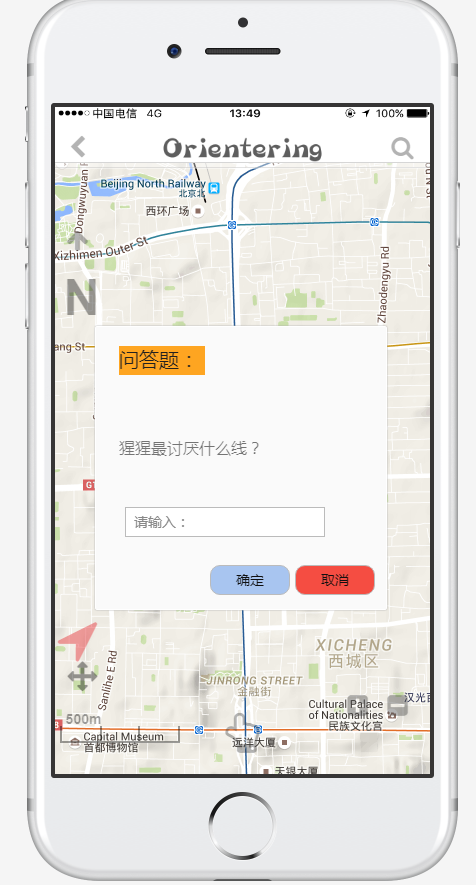 中国电信 4G 13:49 100%
Orientering
Dongwuyuan
Beijing North Railway
北京北
西环广场
Xizhimen Outer St
Zhaodengyu Rd
N
ang St
问答题：
猩猩最讨厌什么线？
请输入：
确定 取消
XICHENG
西城区
Sanlihe E Rd
JINRONG STREET
金融街
汉光百
Cultural Palace
of Nationalities
民族文化宫
500m
Capital Museum
首都博物馆
远洋大厦
天银大厦